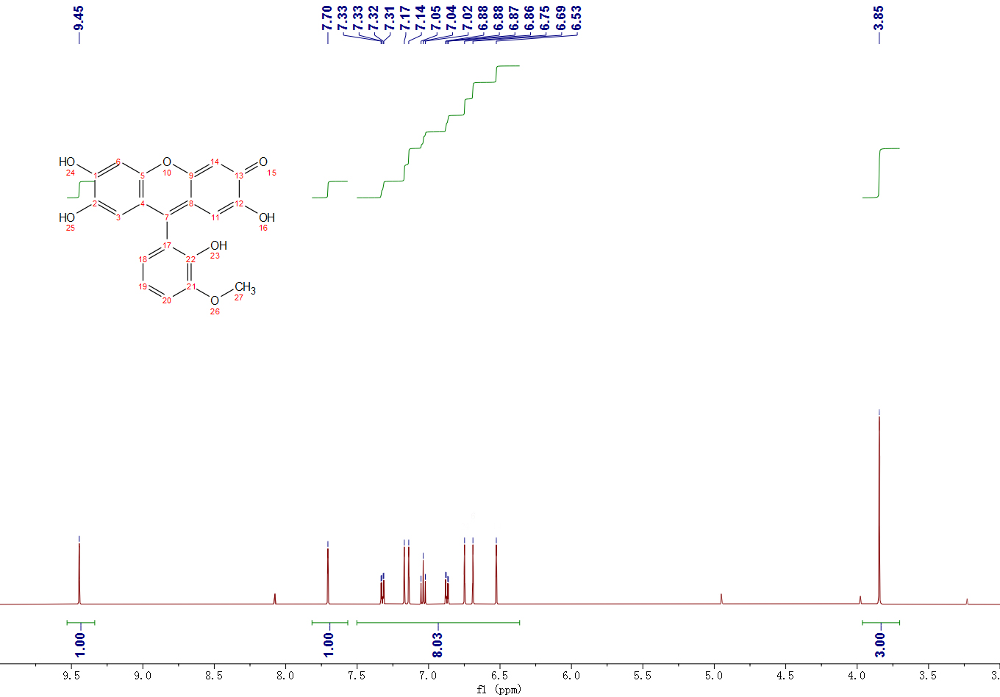 9.45
7.70
7.33
7.33
7.32
7.31
7.17
7.14
7.05
7.04
7.02
6.88
6.88
6.87
6.86
6.75
6.69
6.53
3.85
HO 6 O 14 O
24 1 5 10 9 13 15
2 4 8 12
HO 3 7 11 OH
25 16
17 OH
18 22 23
19 21 CH3
20 O 27
26
1.00
1.00
8.03
3.00
9.5 9.0 8.5 8.0 7.5 7.0 6.5 6.0 5.5 5.0 4.5 4.0 3.5 3.
f1 (ppm)